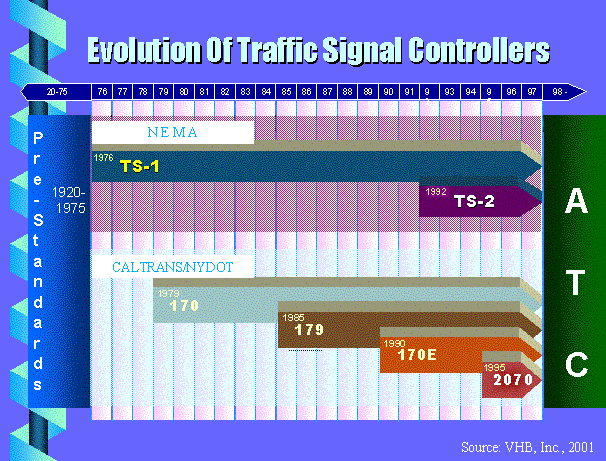 Evolution Of Traffic Signal Controllers
20-75 76 77 78 79 80 81 82 83 84 85 86 87 88 89 90 91 9 93 94 9 96 97 98 -
Pre-Standards
1920-
1975
NEMA
1976 TS-1
1992 TS-2
CALTRANS/NYDOT
1979
170
1985
179
1990
170E
1995
2070
ATC
Source: VHB, Inc., 2001